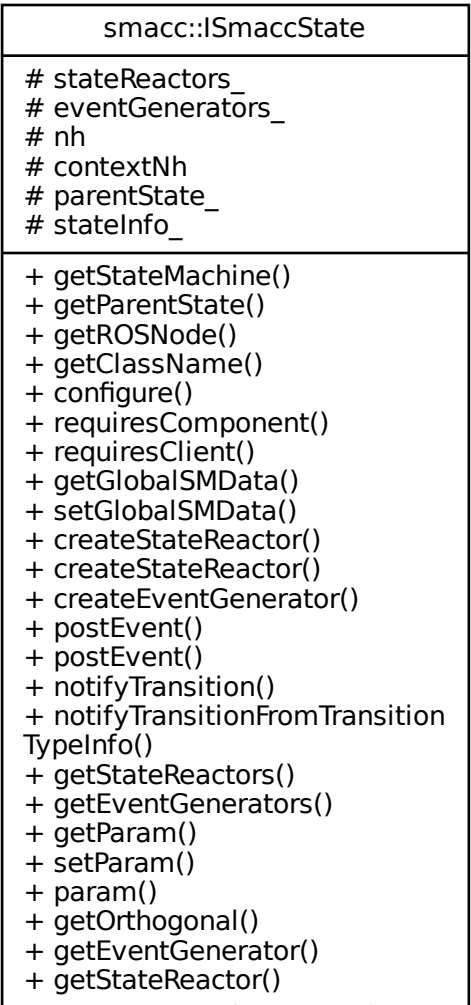 smacc::ISmaccState
# stateReactors_
# eventGenerators_
# nh
# contextNh
# parentState_
# stateInfo_
+ getStateMachine()
+ getParentState()
+ getROSNode()
+ getClassName()
+ configure()
+ requiresComponent()
+ requiresClient()
+ getGlobalSMData()
+ setGlobalSMData()
+ createStateReactor()
+ createStateReactor()
+ createEventGenerator()
+ postEvent()
+ postEvent()
+ notifyTransition()
+ notifyTransitionFromTransition
TypeInfo()
+ getStateReactors()
+ getEventGenerators()
+ getParam()
+ setParam()
+ param()
+ getOrthogonal()
+ getEventGenerator()
+ getStateReactor()